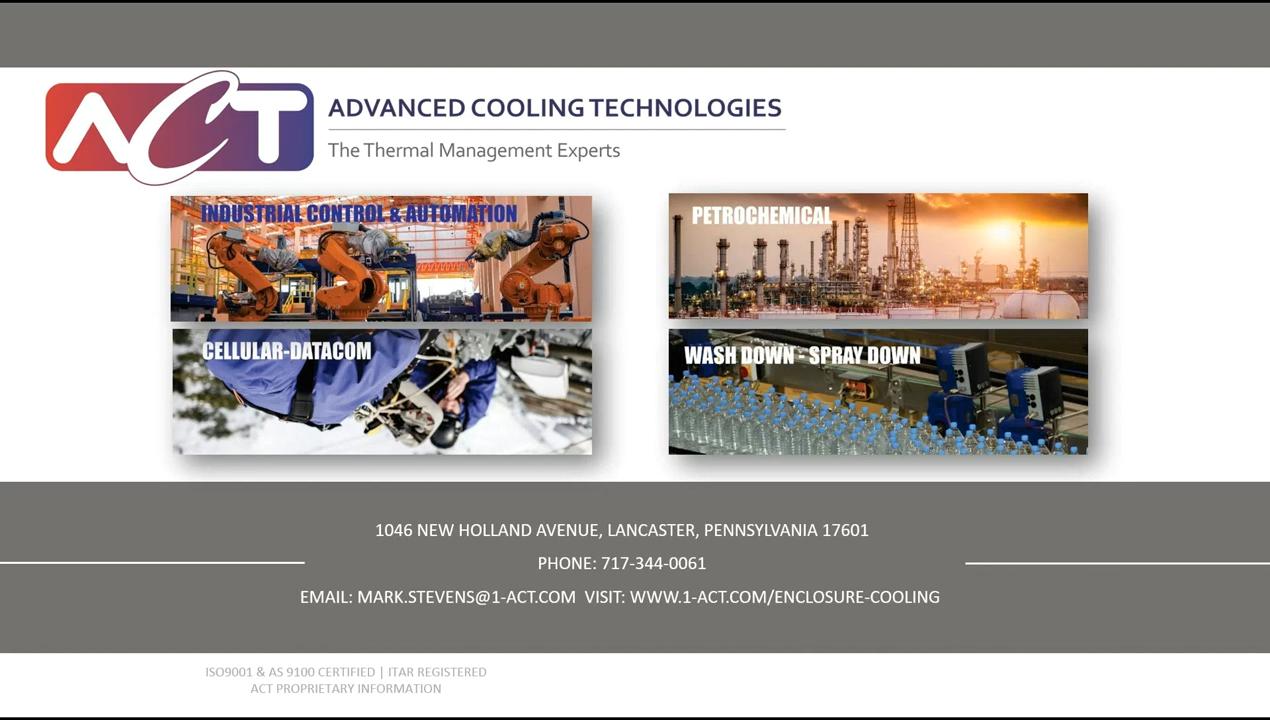 ACT
ADVANCED COOLING TECHNOLOGIES
The Thermal Management Experts
INDUSTRIAL CONTROL & AUTOMATION
PETROCHEMICAL
CELLULAR-DATACOM
WASH DOWN - SPRAY DOWN
1046 NEW HOLLAND AVENUE, LANCASTER, PENNSYLVANIA 17601
PHONE: 717-344-0061
EMAIL: MARK.STEVENS@1-ACT.COM VISIT: WWW.1-ACT.COM/ENCLOSURE-COOLING
ISO9001 & AS 9100 CERTIFIED | ITAR REGISTERED
ACT PROPRIETARY INFORMATION